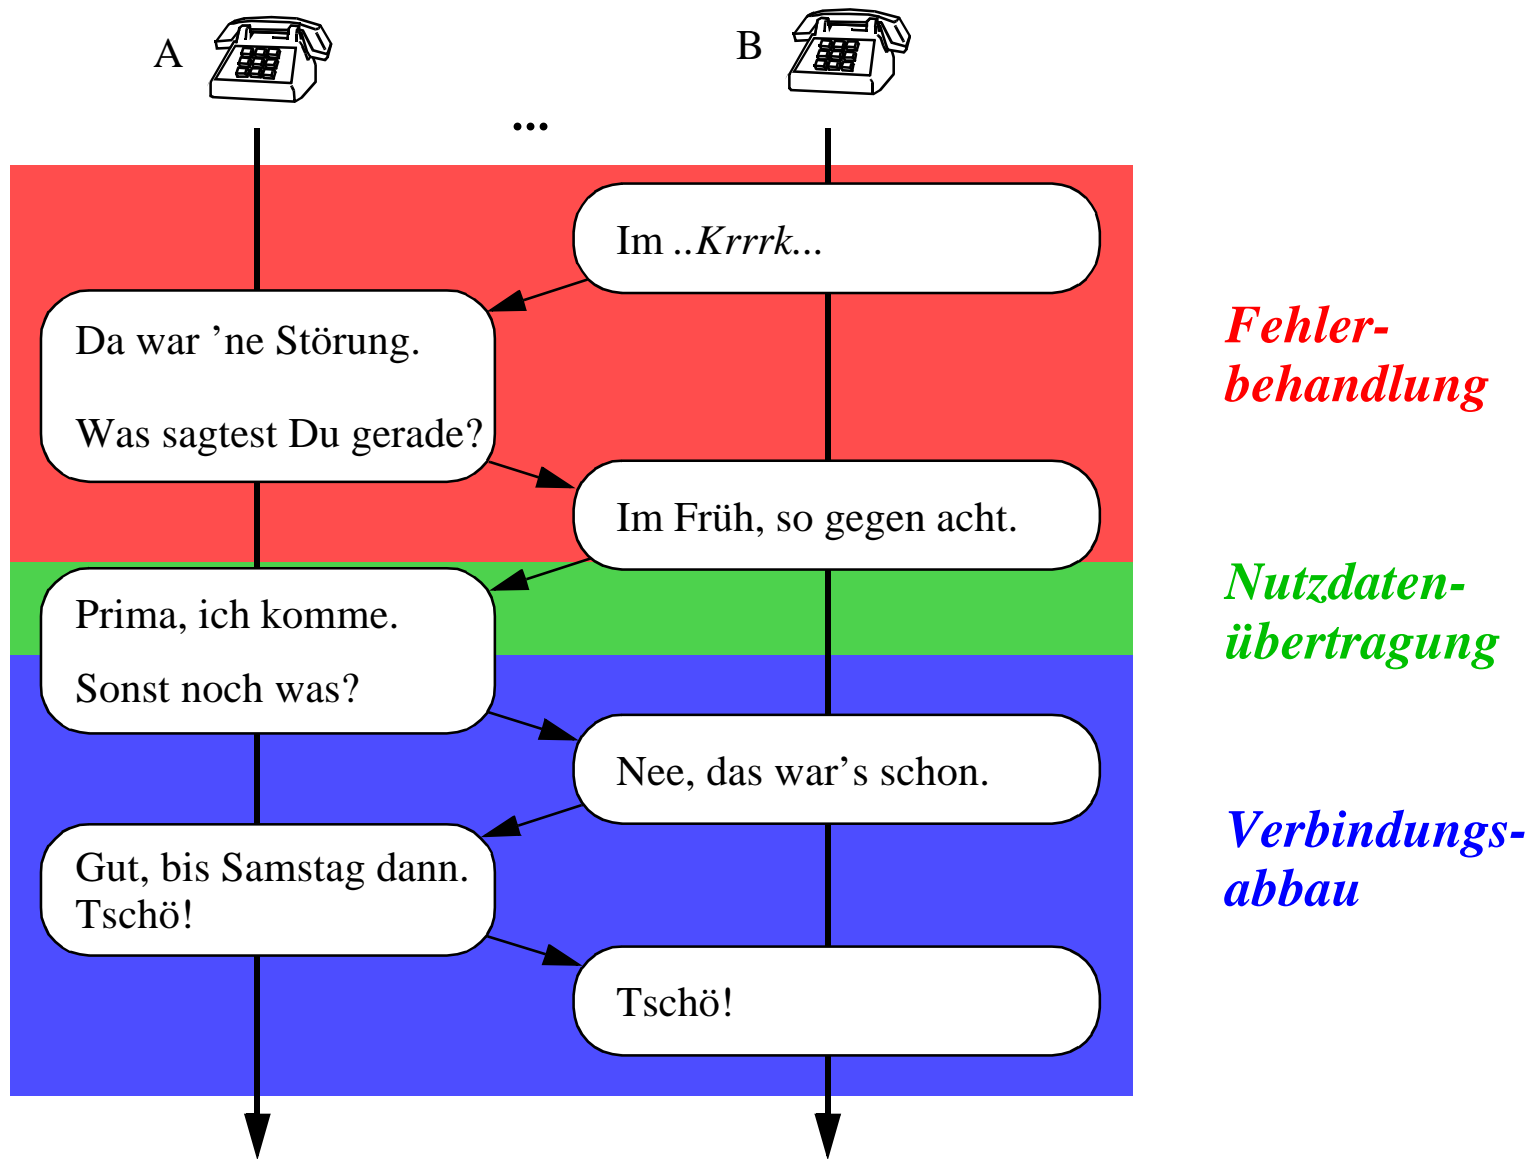 A
B
...
Im ..Krrrk...
Da war ’ne Störung.
Was sagtest Du gerade?
Im Früh, so gegen acht.
Fehler-
behandlung
Prima, ich komme.
Sonst noch was?
Nutzdaten-
übertragung
Nee, das war’s schon.
Gut, bis Samstag dann.
Tschö!
Tschö!
Verbindungs-
abbau